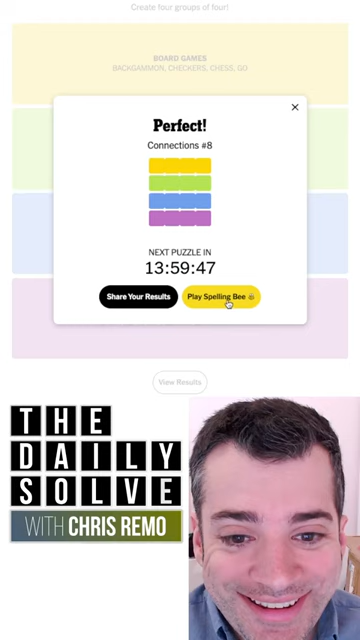 Create four groups of four!
BOARD GAMES
BACKGAMMON, CHECKERS, CHESS, GO
Perfect!
Connections #8
NEXT PUZZLE IN
13:59:47
Share Your Results
Play Spelling Bee
View Results
THE
DAILY
SOLVE
WITH CHRIS REMO